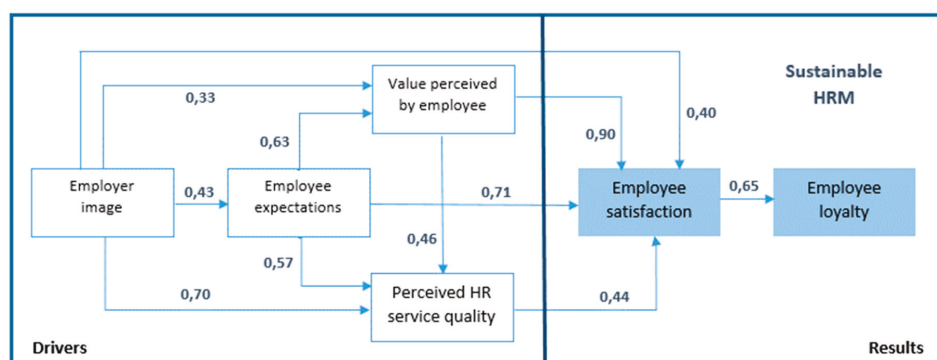 Sustainable
HRM
Value perceived
by employee
0,33
0,40
0,90
0,63
Employer
image
0,43
Employee
expectations
0,71
Employee
satisfaction
0,65
Employee
loyalty
0,46
0,57
0,70
Perceived HR
service quality
0,44
Drivers
Results